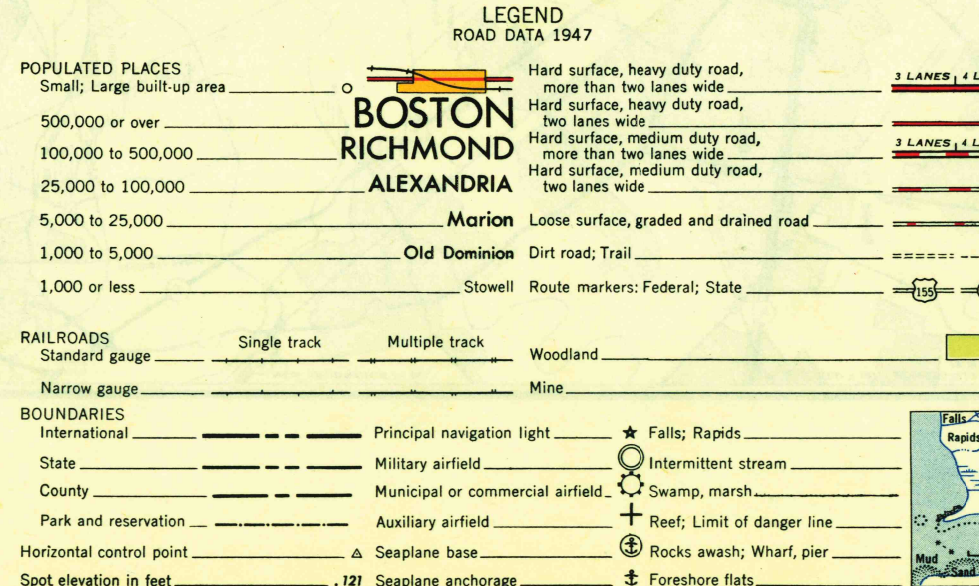 LEGEND
ROAD DATA 1947
POPULATED PLACES
Small; Large built-up area
500,000 or over BOSTON
100,000 to 500,000 RICHMOND
25,000 to 100,000 ALEXANDRIA
5,000 to 25,000 Marion
1,000 to 5,000 Old Dominion
1,000 or less Stowell
Hard surface, heavy duty road,
more than two lanes wide 3 LANES 4 L
Hard surface, heavy duty road,
two lanes wide
Hard surface, medium duty road,
more than two lanes wide 3 LANES 4 L
Hard surface, medium duty road,
two lanes wide
Loose surface, graded and drained road
Dirt road; Trail
Route markers: Federal; State 155
RAILROADS Single track Multiple track
Standard gauge
Narrow gauge
Woodland
Mine
BOUNDARIES
International
State
County
Park and reservation
Horizontal control point
Spot elevation in feet .121
Principal navigation light
Military airfield
Municipal or commercial airfield
Auxiliary airfield
Seaplane base
Seaplane anchorage
Falls; Rapids
Intermittent stream
Swamp, marsh
Reef; Limit of danger line
Rocks awash; Wharf, pier
Foreshore flats
Falls
Rapids
Mud
Sand